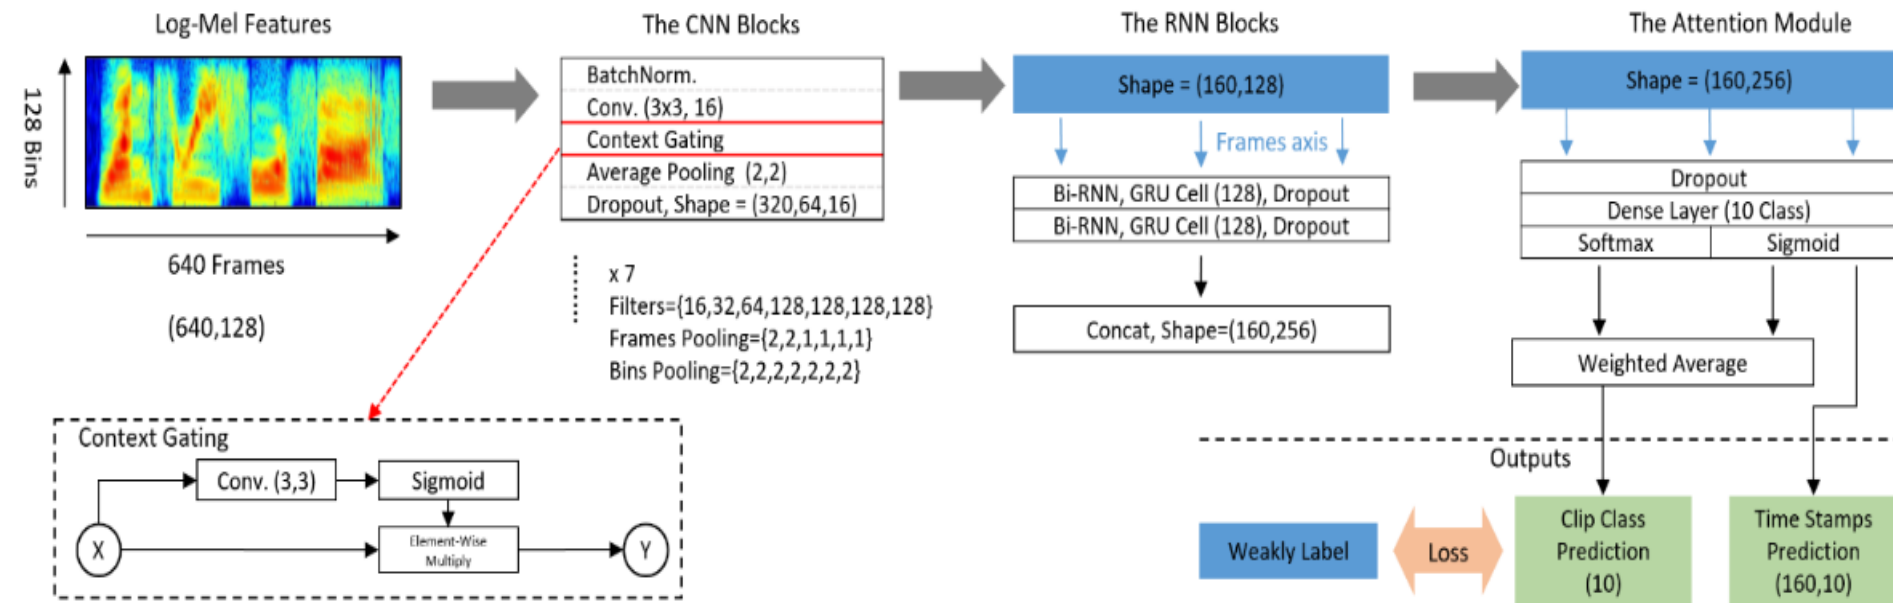 Log-Mel Features
128 Bins
640 Frames
(640,128)
The CNN Blocks
BatchNorm.
Conv. (3x3, 16)
Context Gating
Average Pooling (2,2)
Dropout, Shape = (320,64,16)
x 7
Filters={16,32,64,128,128,128,128}
Frames Pooling={2,2,1,1,1,1}
Bins Pooling={2,2,2,2,2,2,2}
Context Gating
Conv. (3,3)
Sigmoid
X
Element-Wise
Multiply
Y
The RNN Blocks
Shape = (160,128)
Frames axis
Bi-RNN, GRU Cell (128), Dropout
Bi-RNN, GRU Cell (128), Dropout
Concat, Shape=(160,256)
The Attention Module
Shape = (160,256)
Dropout
Dense Layer (10 Class)
Softmax
Sigmoid
Weighted Average
Outputs
Weakly Label
Loss
Clip Class
Prediction
(10)
Time Stamps
Prediction
(160,10)